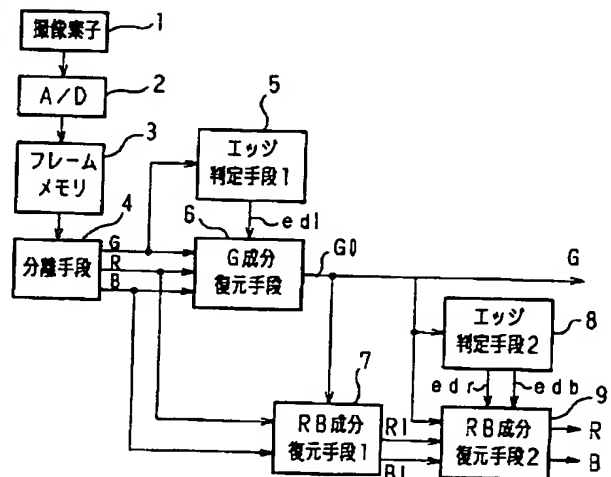 1
撮像素子
2
A/D
3
フレーム
メモリ
4
分離手段
G
R
B
5
エッジ
判定手段1
ed1
6
G成分
復元手段
G0
G
エッジ
判定手段2
8
edr
edb
7
RB成分
復元手段1
R1
B1
9
RB成分
復元手段2
R
B